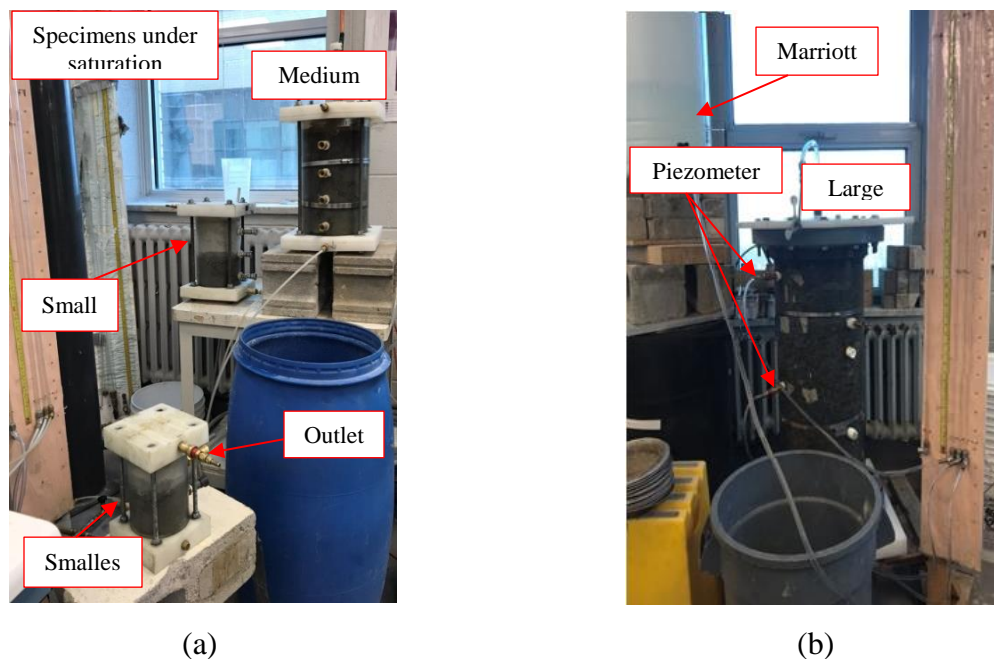 Specimens under
saturation
Medium
Small
Outlet
Smalles
(a)
Marriott
Piezometer
Large
(b)